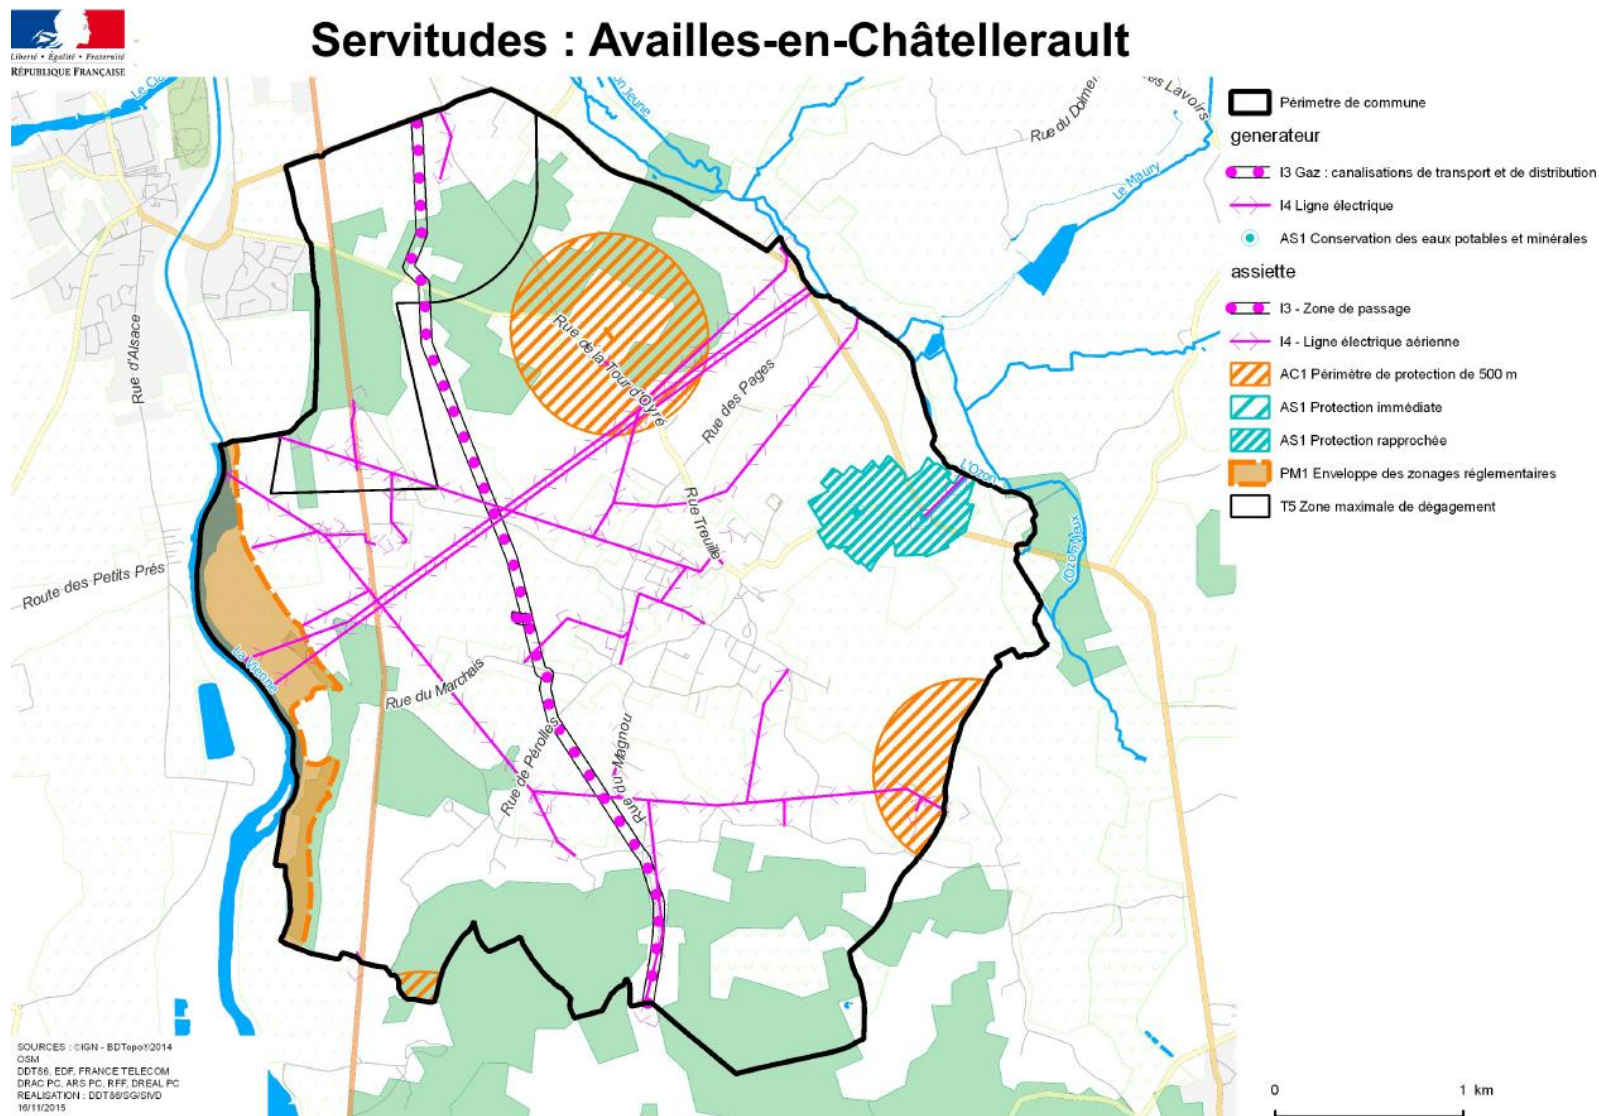 Servitudes : Availles-en-Châtellerault
Liberté • Égalité • Fraternité
RÉPUBLIQUE FRANÇAISE
on Jeune
Rue du Dolmen
es Lavoirs
Le Maury
Rue d'Alsace
Rue de la Tour d'Oyré
Rue des Pages
L'Ozon
Rue Treuille
Route des Petits Prés
La Vienne
Rue du Marchais
Rue de Pérolles
Rue du Magnou
Périmetre de commune
generateur
I3 Gaz : canalisations de transport et de distribution
I4 Ligne électrique
AS1 Conservation des eaux potables et minérales
assiette
I3 - Zone de passage
I4 - Ligne électrique aérienne
AC1 Périmètre de protection de 500 m
AS1 Protection immédiate
AS1 Protection rapprochée
PM1 Enveloppe des zonages réglementaires
T5 Zone maximale de dégagement
SOURCES : ©IGN - BDTopo®2014
OSM
DDT86, EDF, FRANCE TELECOM
DRAC PC, ARS PC, RFF, DREAL PC
REALISATION : DDT86/SG/SIVD
16/11/2015
0 1 km